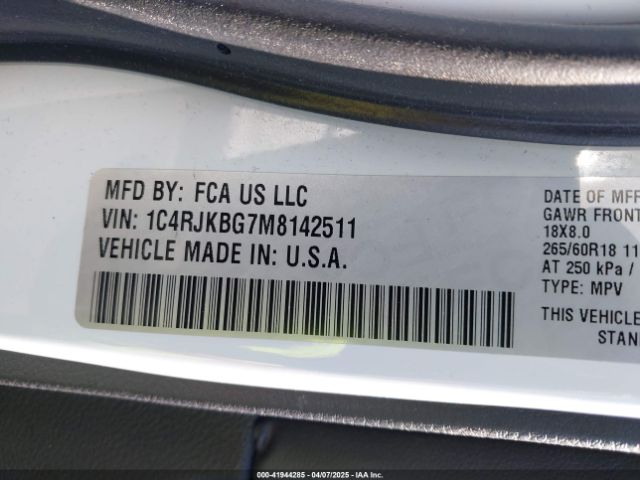 MFD BY: FCA US LLC
VIN: 1C4RJKBG7M8142511
VEHICLE MADE IN: U.S.A.
DATE OF MFR
GAWR FRONT
18X8.0
265/60R18 11
AT 250 kPa /
TYPE: MPV
THIS VEHICLE
STAN
000-41944285 04/07/2025 - IAA Inc.